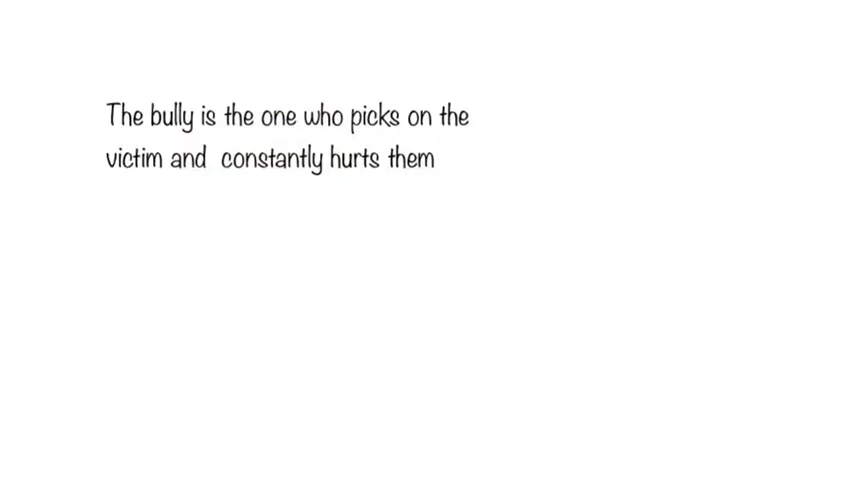 The bully is the one who picks on the
victim and  constantly hurts them